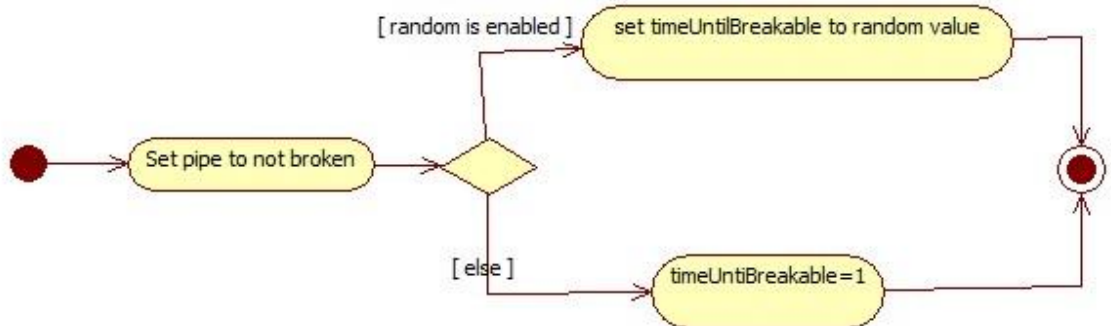 [ random is enabled ]
set timeUntilBreakable to random value
Set pipe to not broken
[ else ]
timeUntiBreakable=1